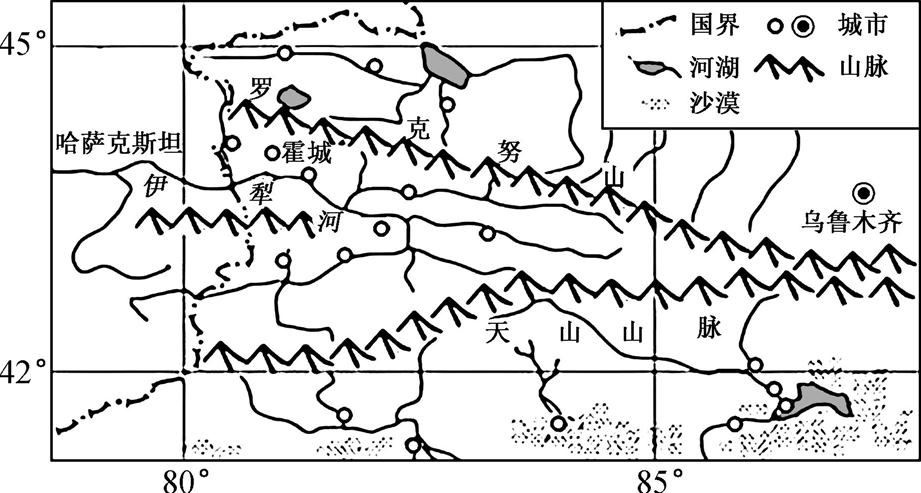 45°
国界
城市
河湖
山脉
沙漠
罗
克
努
山
哈萨克斯坦
霍城
伊
犁
河
乌鲁木齐
天
山
山
脉
42°
80°
85°